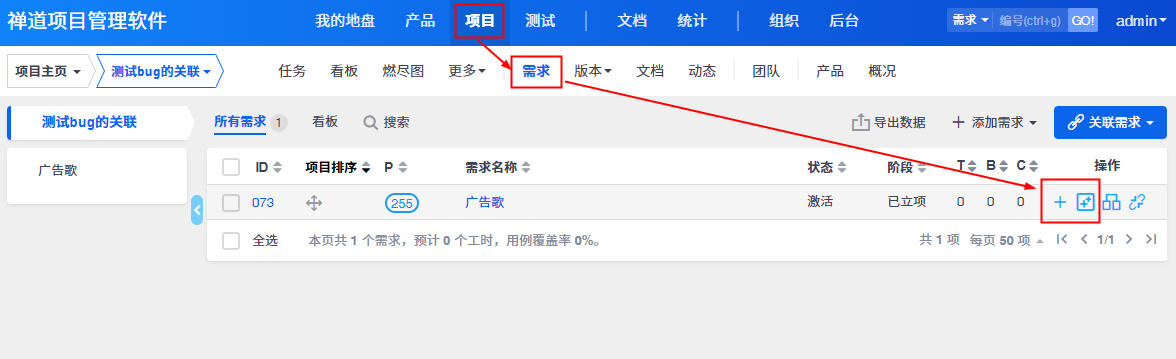 禅道项目管理软件 我的地盘 产品 项目 测试 文档 统计 组织 后台 需求 编号(ctrl+g) GO! admin
项目主页 测试bug的关联 任务 看板 燃尽图 更多 需求 版本 文档 动态 团队 产品 概况
测试bug的关联 所有需求 1 看板 搜索 导出数据 添加需求 关联需求
广告歌
ID 项目排序 P 需求名称 状态 阶段 T B C 操作
073 255 广告歌 激活 已立项 0 0 0
全选 本页共 1 个需求，预计 0 个工时，用例覆盖率 0%。 共 1 项 每页 50 项 1/1